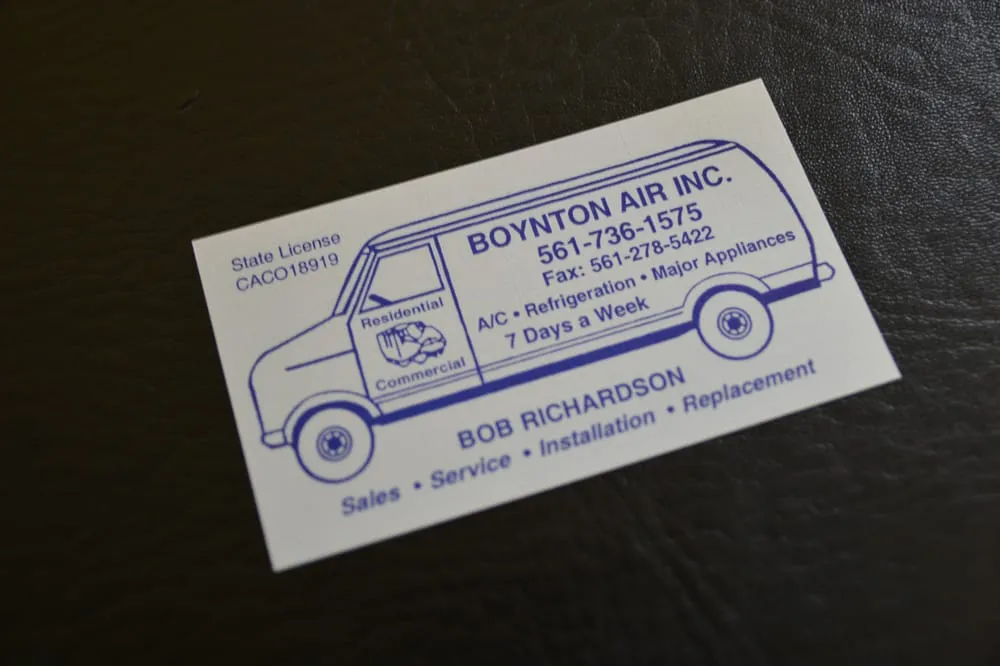 State License
CACO18919
BOYNTON AIR INC.
561-736-1575
Fax: 561-278-5422
A/C • Refrigeration • Major Appliances
7 Days a Week
Residential
Commercial
BOB RICHARDSON
Sales • Service • Installation • Replacement